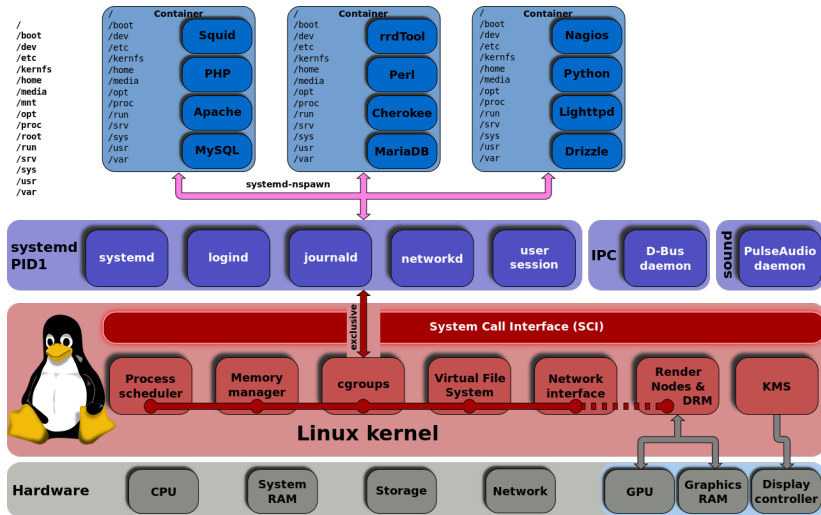 /
/boot
/dev
/etc
/kernfs
/home
/media
/mnt
/opt
/proc
/root
/run
/srv
/sys
/usr
/var
Container
/
/boot
/dev
/etc
/kernfs
/home
/media
/opt
/proc
/run
/srv
/sys
/usr
/var
Squid
PHP
Apache
MySQL
Container
/
/boot
/dev
/etc
/kernfs
/home
/media
/opt
/proc
/run
/srv
/sys
/usr
/var
rrdTool
Perl
Cherokee
MariaDB
Container
/
/boot
/dev
/etc
/kernfs
/home
/media
/opt
/proc
/run
/srv
/sys
/usr
/var
Nagios
Python
Lighttpd
Drizzle
systemd-nspawn
systemd
PID1
systemd
logind
journald
networkd
user
session
IPC
D-Bus
daemon
sound
PulseAudio
daemon
exclusive
System Call Interface (SCI)
Process
scheduler
Memory
manager
cgroups
Virtual File
System
Network
interface
Render
Nodes &
DRM
KMS
Linux kernel
Hardware
CPU
System
RAM
Storage
Network
GPU
Graphics
RAM
Display
controller